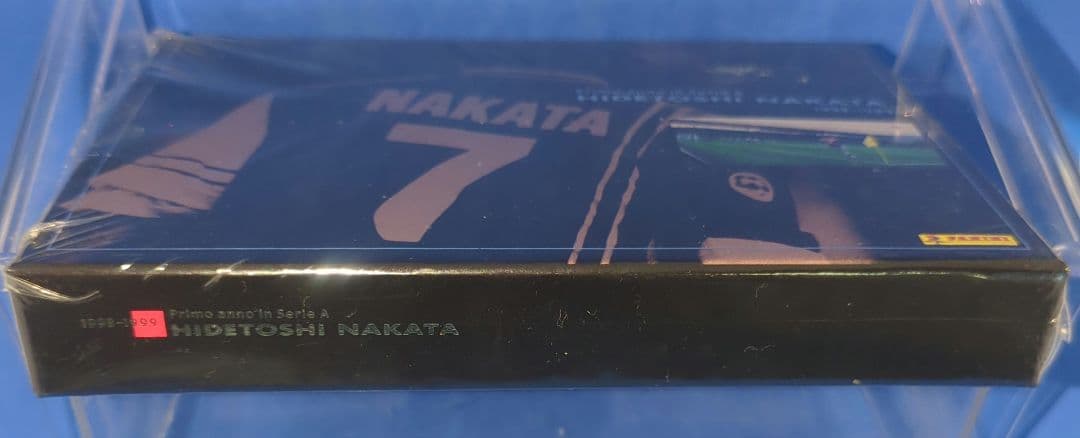 HIDETOSHI NAKATA
NAKATA
7
PANINI
1998-1999
Primo anno in Serie A
HIDETOSHI NAKATA